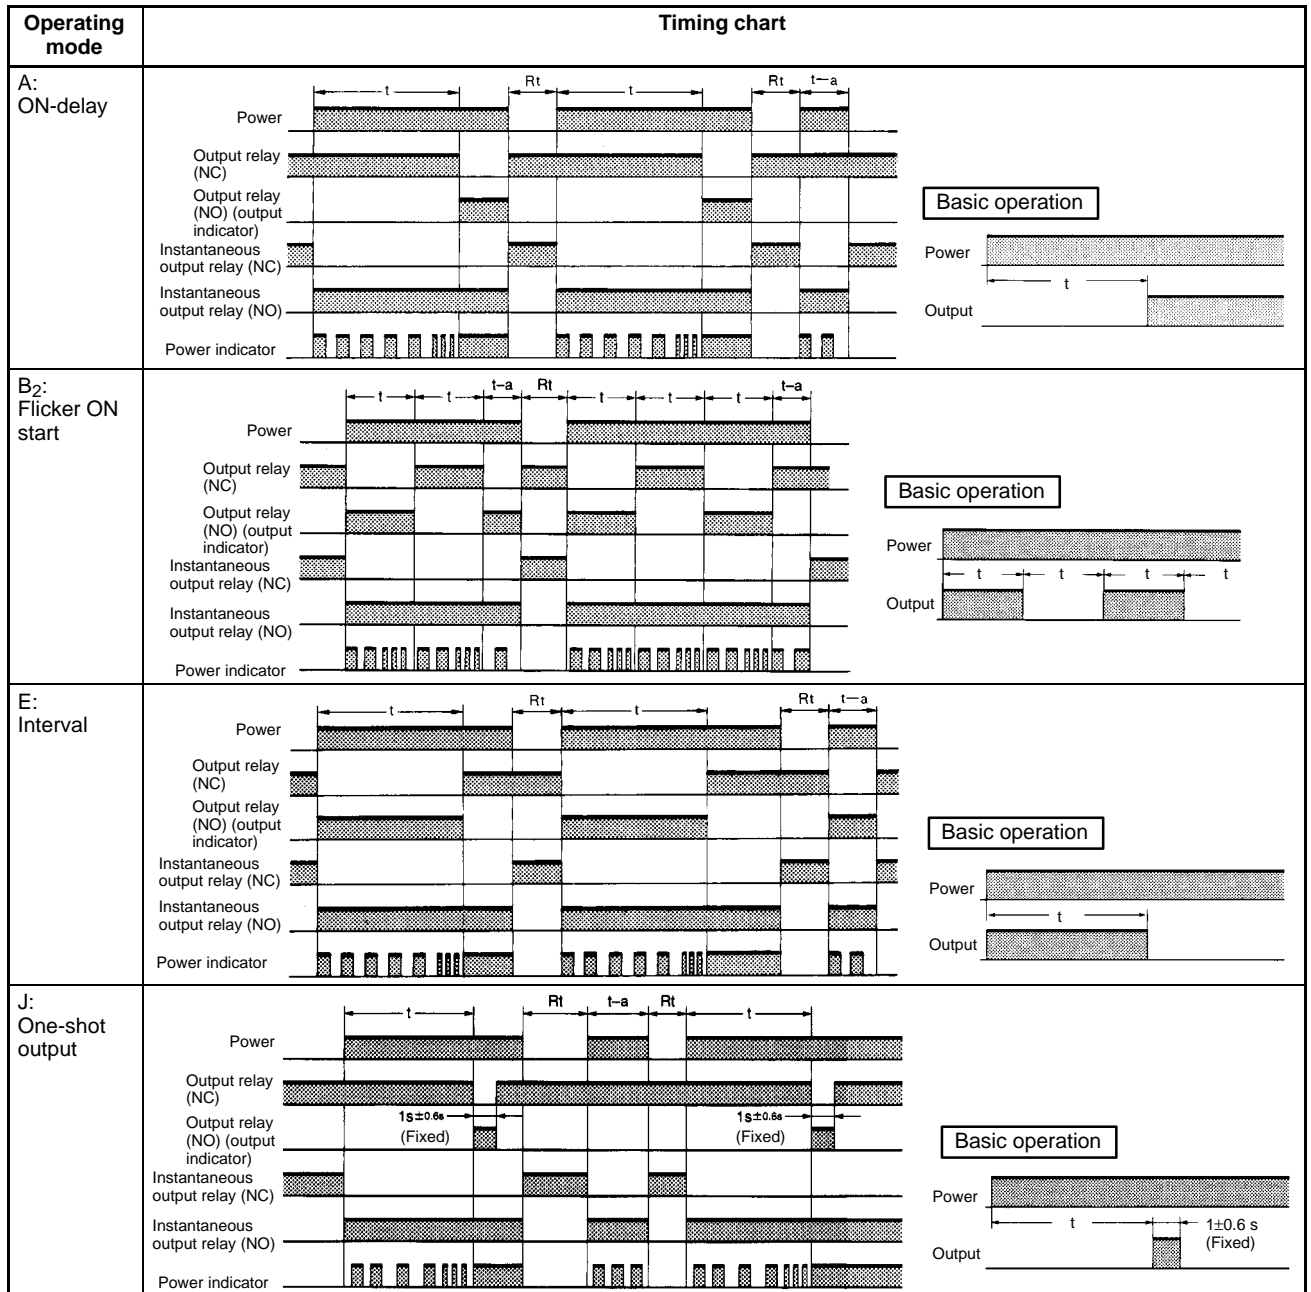 Operating
mode
Timing chart
A:
ON-delay
t
Rt
t
Rt
t–a
Power
Output relay
(NC)
Output relay
(NO) (output
indicator)
Instantaneous
output relay (NC)
Instantaneous
output relay (NO)
Power indicator
Basic operation
Power
t
Output
B2:
Flicker ON
start
t
t
t–a
Rt
t
t
t
t–a
Power
Output relay
(NC)
Output relay
(NO) (output
indicator)
Instantaneous
output relay (NC)
Instantaneous
output relay (NO)
Power indicator
Basic operation
Power
t
t
t
t
Output
E:
Interval
t
Rt
t
Rt
t–a
Power
Output relay
(NC)
Output relay
(NO) (output
indicator)
Instantaneous
output relay (NC)
Instantaneous
output relay (NO)
Power indicator
Basic operation
Power
t
Output
J:
One-shot
output
t
Rt
t–a
Rt
t
Power
Output relay
(NC)
Output relay
(NO) (output
indicator)
1s±0.6s
(Fixed)
1s±0.6s
(Fixed)
Instantaneous
output relay (NC)
Instantaneous
output relay (NO)
Power indicator
Basic operation
Power
t
1±0.6 s
(Fixed)
Output